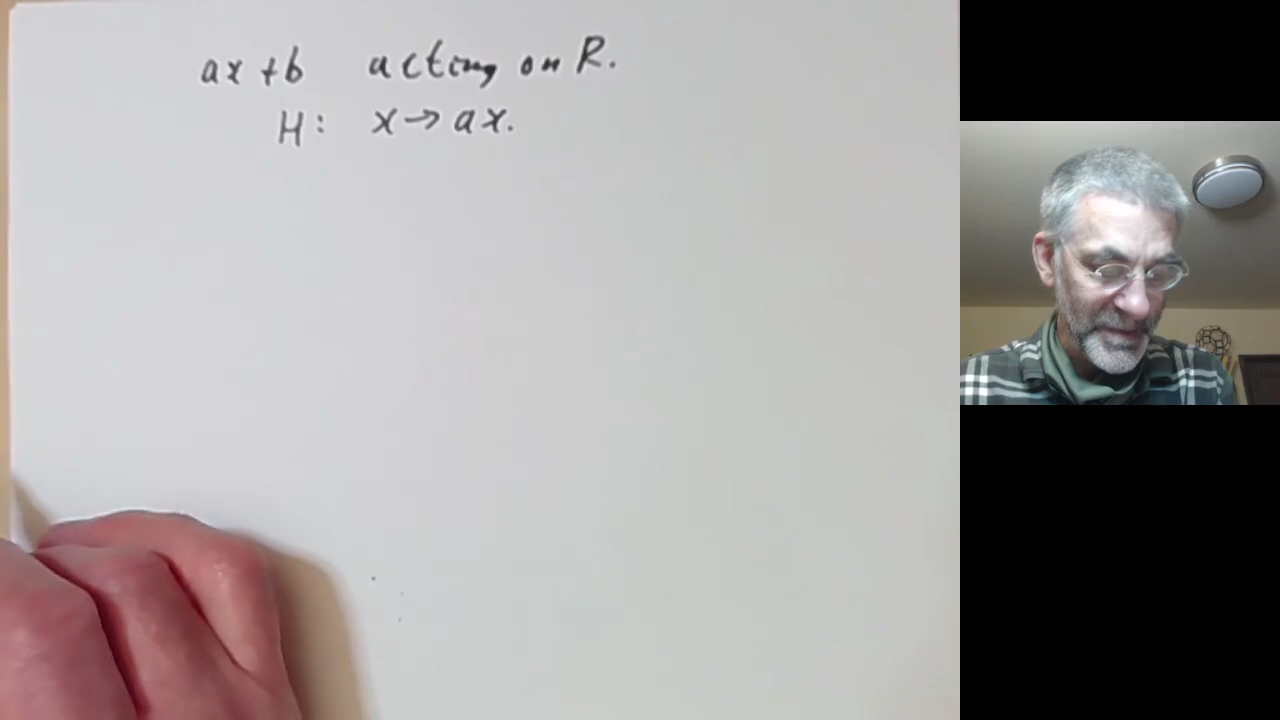 ax+b acting on R.
H: x→ax.